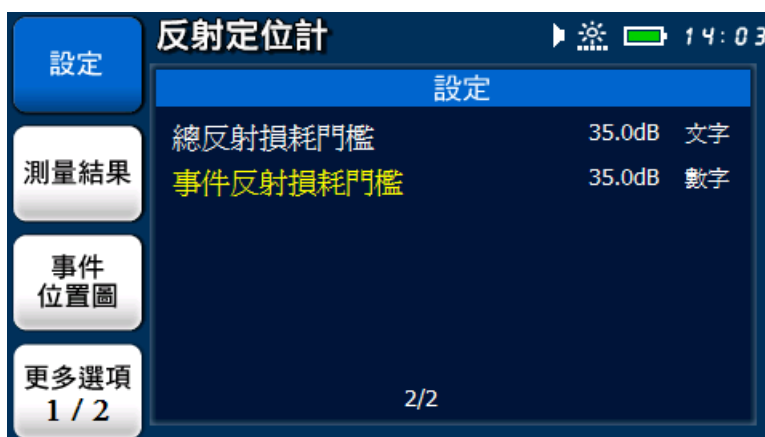 反射定位計 14:03
設定
設定
總反射損耗門檻 35.0dB 文字
事件反射損耗門檻 35.0dB 數字
2/2
測量結果
事件
位置圖
更多選項
1 / 2